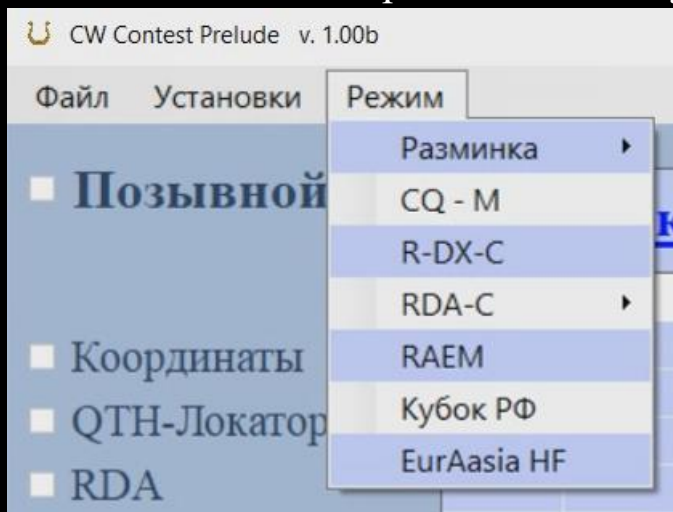 CW Contest Prelude v. 1.00b
Файл Установки Режим
Разминка
Позывной
CQ - M
R-DX-C
RDA-C
Координаты
RAEM
QTH-Локатор
Кубок РФ
EurAasia HF
RDA